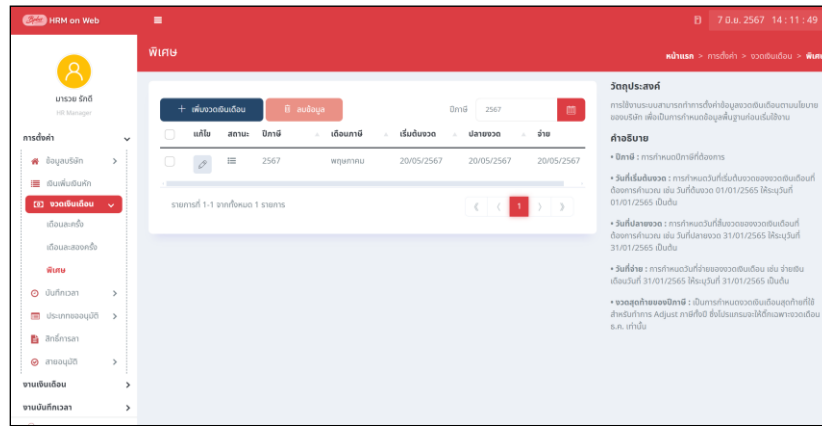 HRM on Web
7 มิ.ย. 2567 14 : 11 : 49
พิเศษ
หน้าแรก > การตั้งค่า > งวดเงินเดือน > พิเศษ
มารวย รักดี
HR Manager
การตั้งค่า
ข้อมูลบริษัท
เงินเพิ่มเงินหัก
งวดเงินเดือน
เดือนละครั้ง
เดือนละสองครั้ง
พิเศษ
บันทึกเวลา
ประเภทขออนุมัติ
สิทธิ์การลา
สายอนุมัติ
งานเงินเดือน
งานบันทึกเวลา
+ เพิ่มงวดเงินเดือน ลบข้อมูล ปีภาษี 2567
แก้ไข สถานะ ปีภาษี เดือนภาษี เริ่มต้นงวด ปลายงวด จ่าย
2567 พฤษภาคม 20/05/2567 20/05/2567 20/05/2567
รายการที่ 1-1 จากทั้งหมด 1 รายการ
1
วัตถุประสงค์
การใช้งานระบบสามารถทำการตั้งค่าข้อมูลงวดเงินเดือนตามนโยบาย
ของบริษัท เพื่อเป็นการกำหนดข้อมูลพื้นฐานก่อนเริ่มใช้งาน
คำอธิบาย
• ปีภาษี : การกำหนดปีภาษีที่ต้องการ
• วันที่เริ่มต้นงวด : การกำหนดวันที่เริ่มต้นงวดของงวดเงินเดือนที่
ต้องการคำนวณ เช่น วันที่ต้นงวด 01/01/2565 ให้ระบุวันที่
01/01/2565 เป็นต้น
• วันที่ปลายงวด : การกำหนดวันที่สิ้นงวดของงวดเงินเดือนที่
ต้องการคำนวณ เช่น วันที่ปลายงวด 31/01/2565 ให้ระบุวันที่
31/01/2565 เป็นต้น
• วันที่จ่าย : การกำหนดวันที่จ่ายของงวดเงินเดือน เช่น จ่ายเงิน
เดือนวันที่ 31/01/2565 ให้ระบุวันที่ 31/01/2565 เป็นต้น
• งวดสุดท้ายของปีภาษี : เป็นการกำหนดงวดเงินเดือนสุดท้ายที่ใช้
สำหรับทำการ Adjust ภาษีทั้งปี ซึ่งโปรแกรมจะให้ติ๊กเฉพาะงวดเดือน
ธ.ค. เท่านั้น